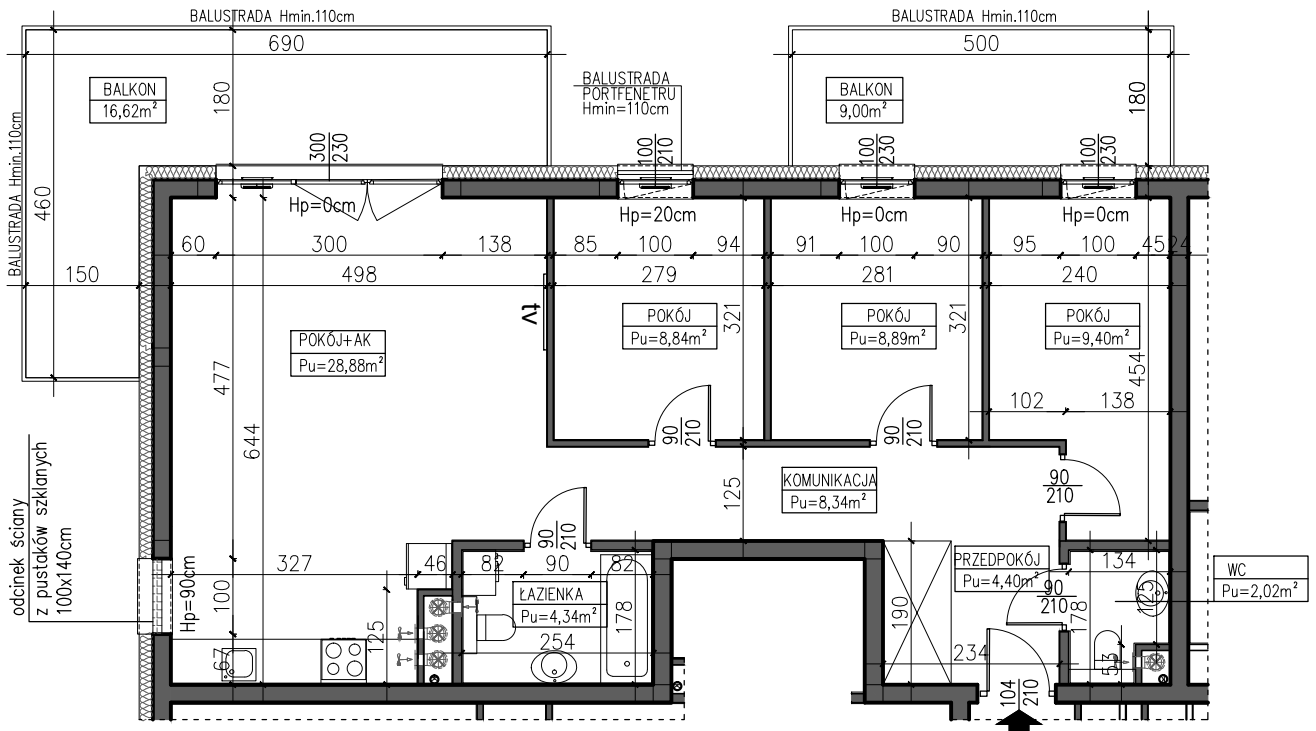 BALUSTRADA Hmin.110cm
BALUSTRADA Hmin.110cm
690
500
BALKON
16,62m²
180
BALUSTRADA
PORTFENETRU
Hmin=110cm
BALKON
9,00m²
180
BALUSTRADA Hmin.110cm
460
300
230
100
210
100
230
100
230
Hp=0cm
Hp=20cm
Hp=0cm
Hp=0cm
60
300
138
85
100
94
91
100
90
95
100
45
24
150
498
279
281
240
tv
POKÓJ+AK
Pu=28,88m²
POKÓJ
Pu=8,84m²
321
POKÓJ
Pu=8,89m²
321
POKÓJ
Pu=9,40m²
454
477
644
102
138
90
210
90
210
90
210
KOMUNIKACJA
Pu=8,34m²
125
odcinek ściany
z pustaków szklanych
100x140cm
Hp=90cm
100
327
46
82
90
82
90
210
ŁAZIENKA
Pu=4,34m²
178
254
125
67
PRZEDPOKÓJ
Pu=4,40m²
190
234
90
210
134
178
125
53
WC
Pu=2,02m²
104
210